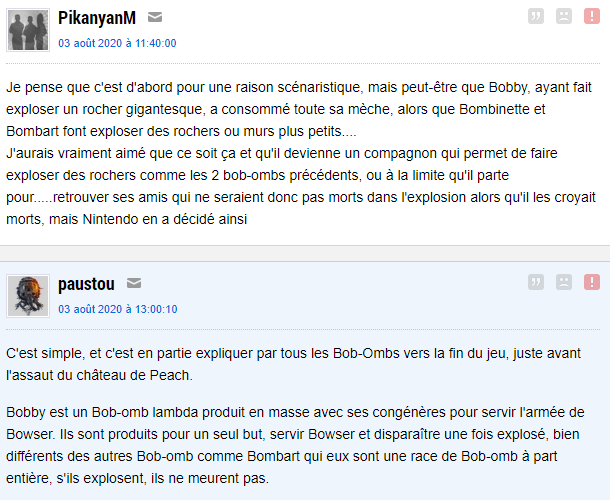 PikanyanM
03 août 2020 à 11:40:00
Je pense que c'est d'abord pour une raison scénaristique, mais peut-être que Bobby, ayant fait
exploser un rocher gigantesque, a consommé toute sa mèche, alors que Bombinette et
Bombart font exploser des rochers ou murs plus petits....
J'aurais vraiment aimé que ce soit ça et qu'il devienne un compagnon qui permet de faire
exploser des rochers comme les 2 bob-ombs précédents, ou à la limite qu'il parte
pour.....retrouver ses amis qui ne seraient donc pas morts dans l'explosion alors qu'il les croyait
morts, mais Nintendo en a décidé ainsi
paustou
03 août 2020 à 13:00:10
C'est simple, et c'est en partie expliquer par tous les Bob-Ombs vers la fin du jeu, juste avant
l'assaut du château de Peach.
Bobby est un Bob-omb lambda produit en masse avec ses congénères pour servir l'armée de
Bowser. Ils sont produits pour un seul but, servir Bowser et disparaître une fois explosé, bien
différents des autres Bob-omb comme Bombart qui eux sont une race de Bob-omb à part
entière, s'ils explosent, ils ne meurent pas.